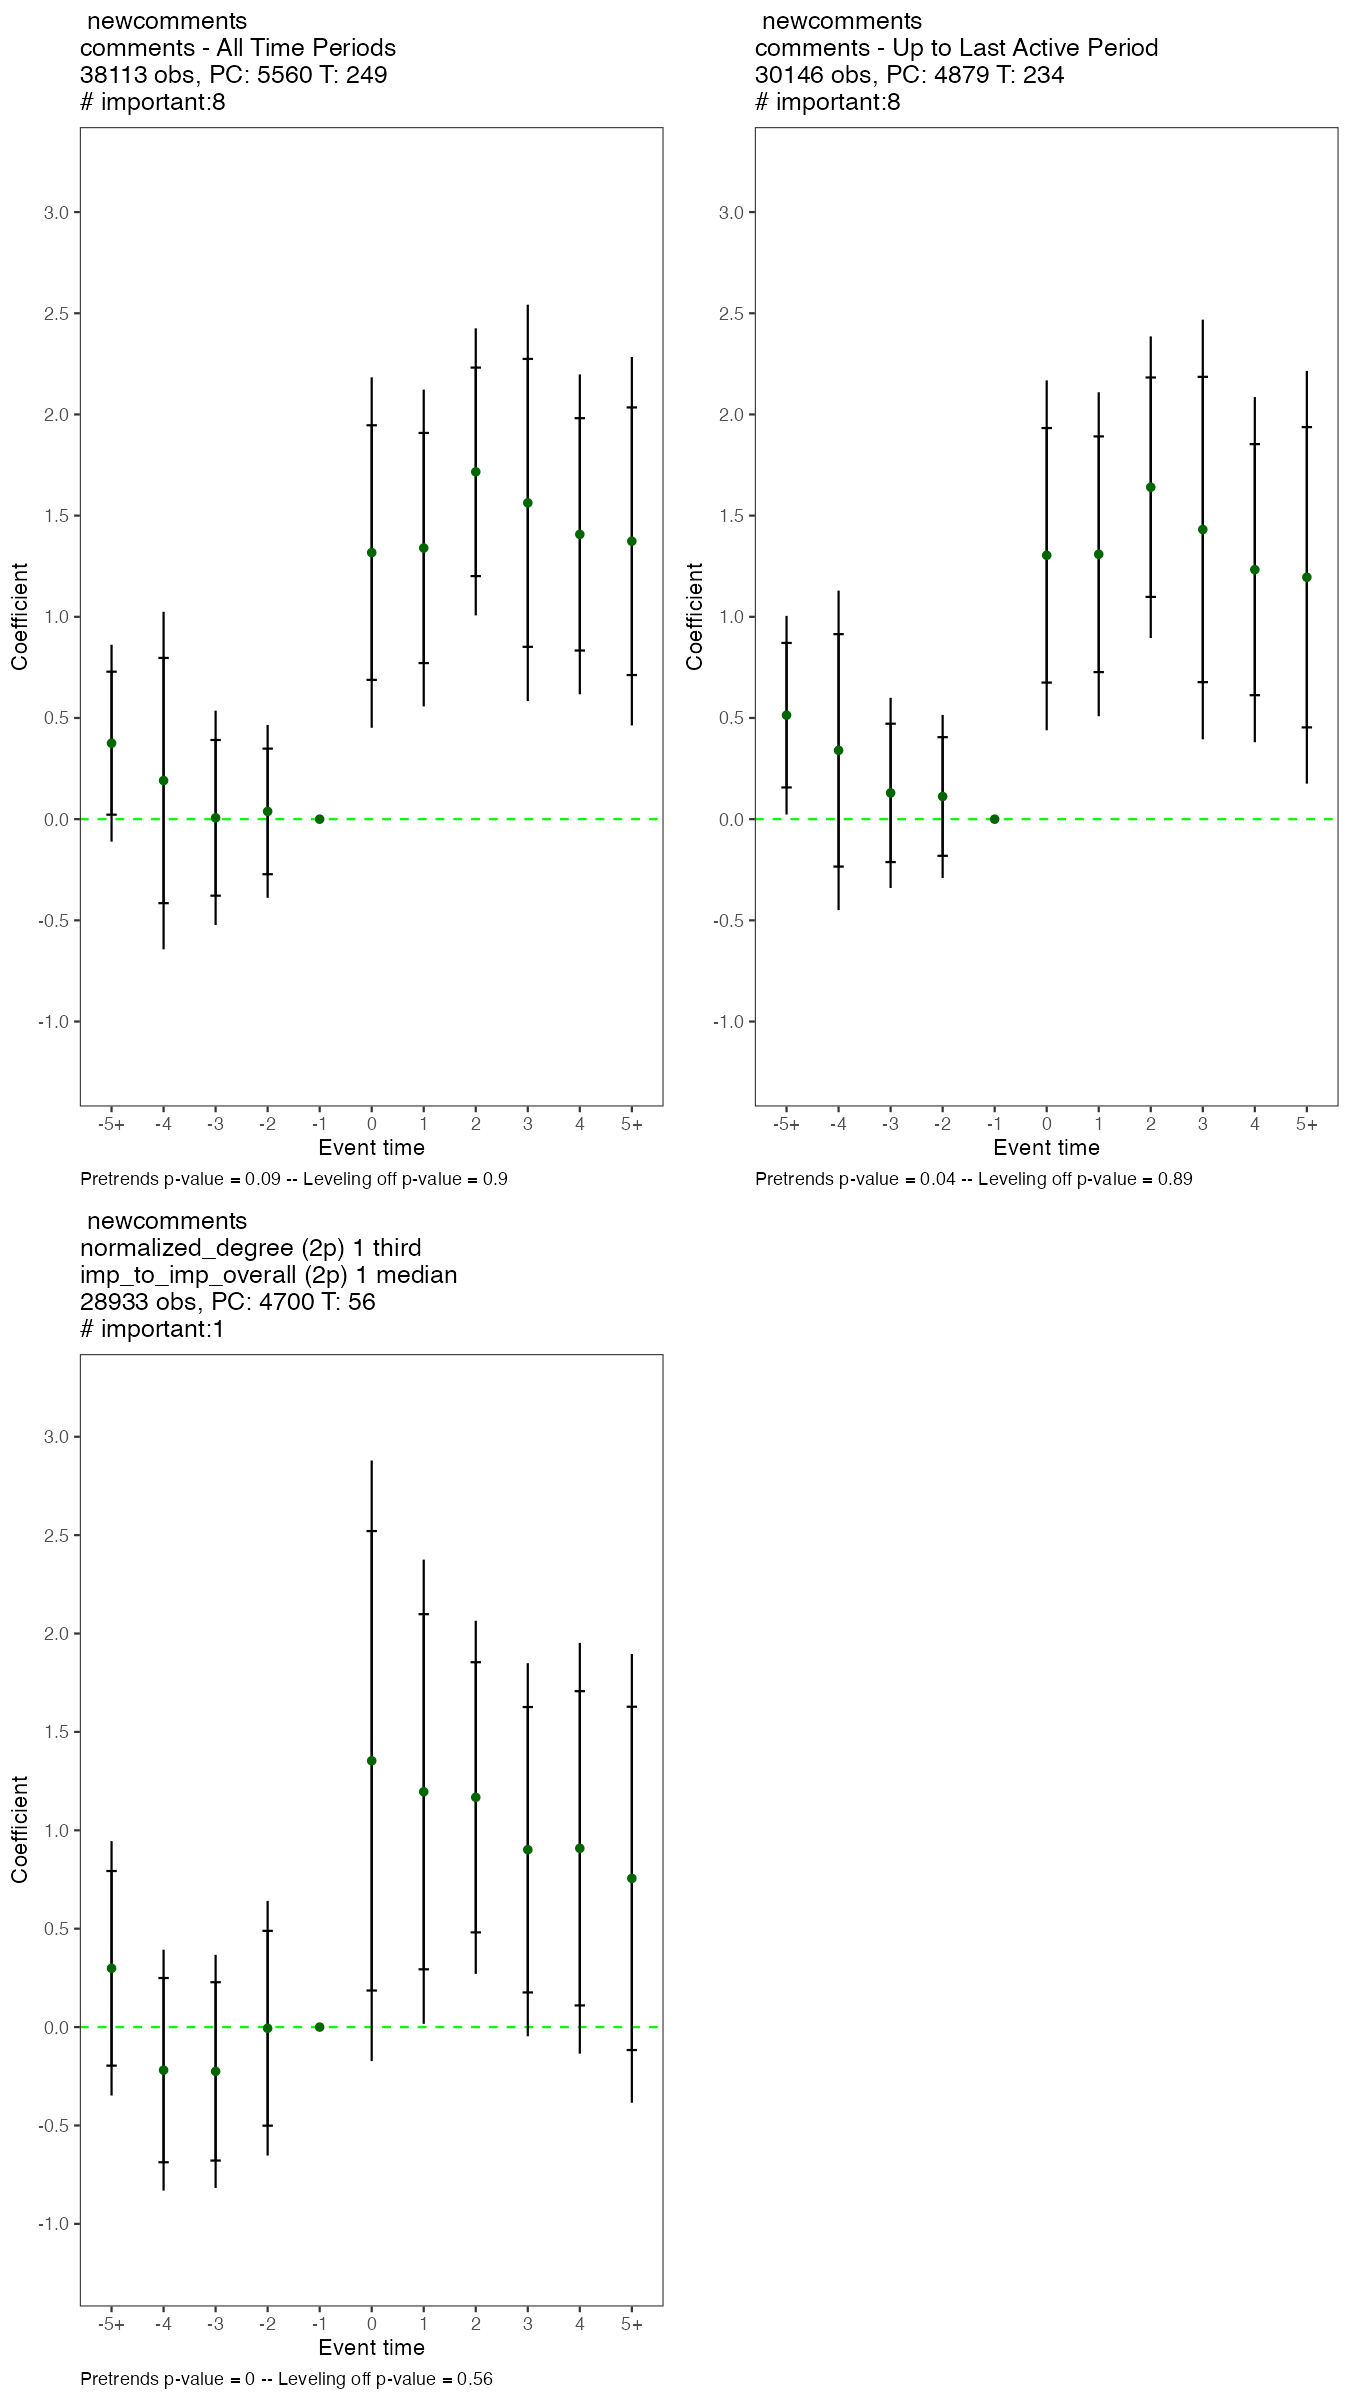 newcomments
comments - All Time Periods
38113 obs, PC: 5560 T: 249
# important:8
Coefficient
3.0
2.5
2.0
1.5
1.0
0.5
0.0
-0.5
-1.0
-5+ -4 -3 -2 -1 0 1 2 3 4 5+
Event time
Pretrends p-value = 0.09 -- Leveling off p-value = 0.9
newcomments
comments - Up to Last Active Period
30146 obs, PC: 4879 T: 234
# important:8
Coefficient
3.0
2.5
2.0
1.5
1.0
0.5
0.0
-0.5
-1.0
-5+ -4 -3 -2 -1 0 1 2 3 4 5+
Event time
Pretrends p-value = 0.04 -- Leveling off p-value = 0.89
newcomments
normalized_degree (2p) 1 third
imp_to_imp_overall (2p) 1 median
28933 obs, PC: 4700 T: 56
# important:1
Coefficient
3.0
2.5
2.0
1.5
1.0
0.5
0.0
-0.5
-1.0
-5+ -4 -3 -2 -1 0 1 2 3 4 5+
Event time
Pretrends p-value = 0 -- Leveling off p-value = 0.56